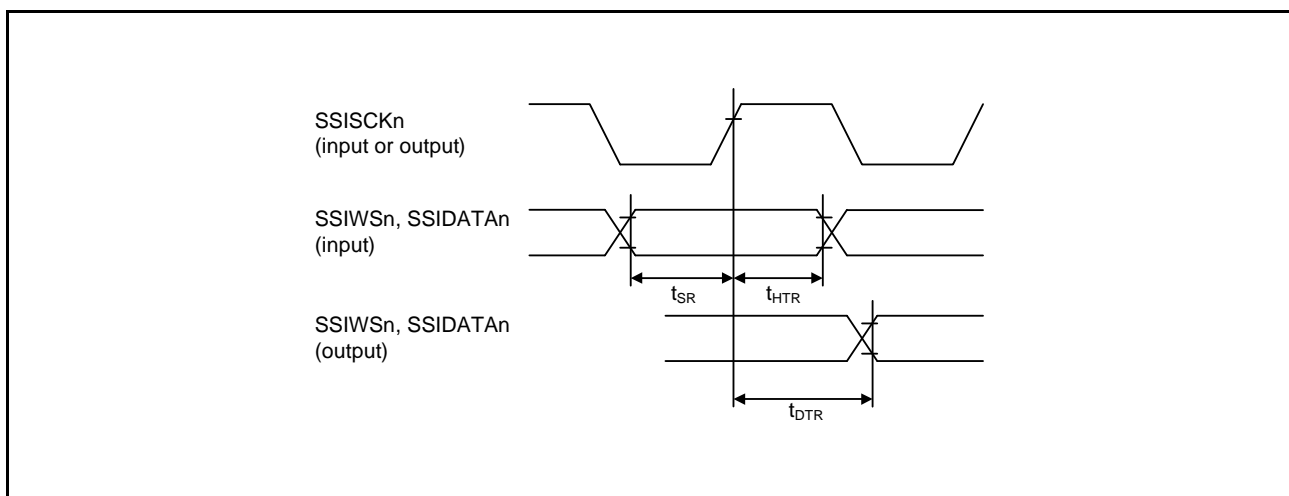 SSISCKn
(input or output)
SSIWSn, SSIDATAn
(input)
tSR
tHTR
SSIWSn, SSIDATAn
(output)
tDTR